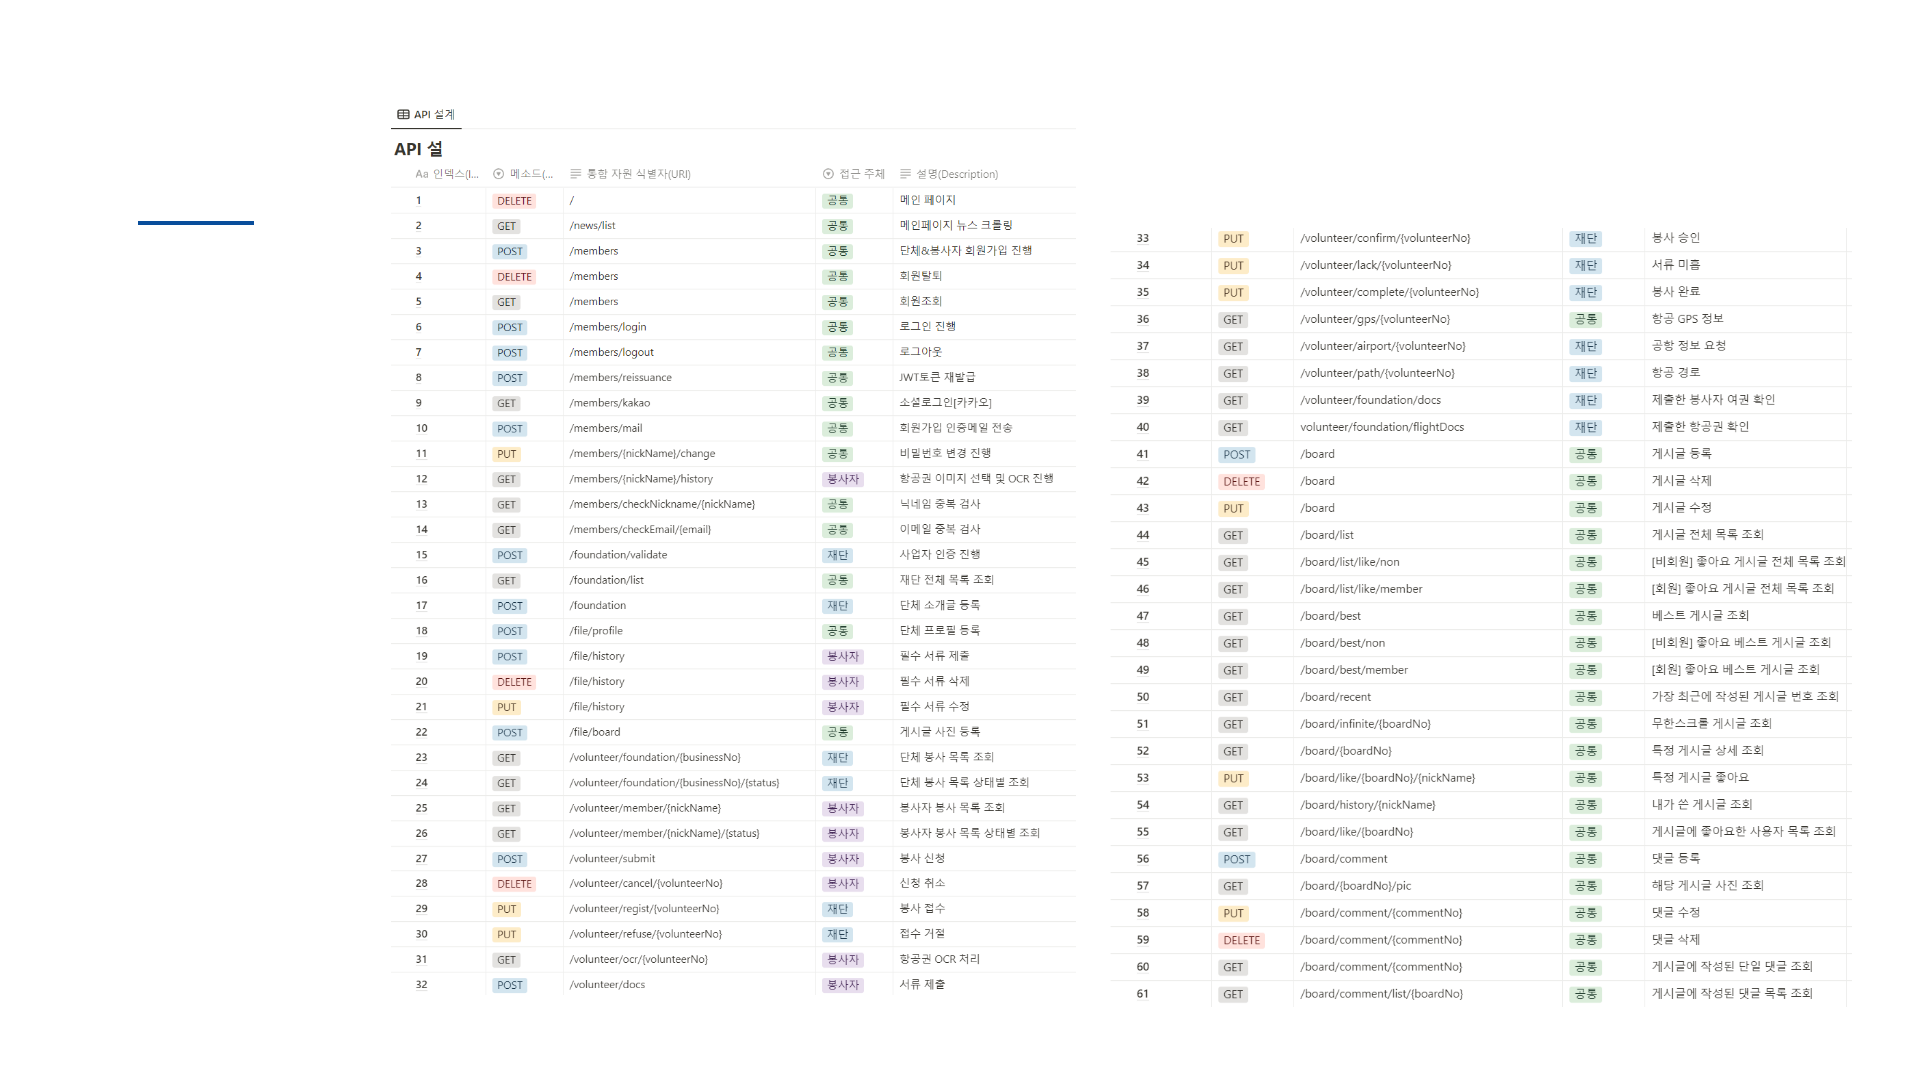 API 설계
API 설
Aa 인덱스(I... 메소드(... 통합 자원 식별자(URI) 접근 주체 설명(Description)
1 DELETE / 공통 메인 페이지
2 GET /news/list 공통 메인페이지 뉴스 크롤링
3 POST /members 공통 단체&봉사자 회원가입 진행
4 DELETE /members 공통 회원탈퇴
5 GET /members 공통 회원조회
6 POST /members/login 공통 로그인 진행
7 POST /members/logout 공통 로그아웃
8 POST /members/reissuance 공통 JWT토큰 재발급
9 GET /members/kakao 공통 소셜로그인[카카오]
10 POST /members/mail 공통 회원가입 인증메일 전송
11 PUT /members/{nickName}/change 공통 비밀번호 변경 진행
12 GET /members/{nickName}/history 봉사자 항공권 이미지 선택 및 OCR 진행
13 GET /members/checkNickname/{nickName} 공통 닉네임 중복 검사
14 GET /members/checkEmail/{email} 공통 이메일 중복 검사
15 POST /foundation/validate 재단 사업자 인증 진행
16 GET /foundation/list 공통 재단 전체 목록 조회
17 POST /foundation 재단 단체 소개글 등록
18 POST /file/profile 공통 단체 프로필 등록
19 POST /file/history 봉사자 필수 서류 제출
20 DELETE /file/history 봉사자 필수 서류 삭제
21 PUT /file/history 봉사자 필수 서류 수정
22 POST /file/board 공통 게시글 사진 등록
23 GET /volunteer/foundation/{businessNo} 재단 단체 봉사 목록 조회
24 GET /volunteer/foundation/{businessNo}/{status} 재단 단체 봉사 목록 상태별 조회
25 GET /volunteer/member/{nickName} 봉사자 봉사자 봉사 목록 조회
26 GET /volunteer/member/{nickName}/{status} 봉사자 봉사자 봉사 목록 상태별 조회
27 POST /volunteer/submit 봉사자 봉사 신청
28 DELETE /volunteer/cancel/{volunteerNo} 봉사자 신청 취소
29 PUT /volunteer/regist/{volunteerNo} 재단 봉사 접수
30 PUT /volunteer/refuse/{volunteerNo} 재단 접수 거절
31 GET /volunteer/ocr/{volunteerNo} 봉사자 항공권 OCR 처리
32 POST /volunteer/docs 봉사자 서류 제출
33 PUT /volunteer/confirm/{volunteerNo} 재단 봉사 승인
34 PUT /volunteer/lack/{volunteerNo} 재단 서류 미흡
35 PUT /volunteer/complete/{volunteerNo} 재단 봉사 완료
36 GET /volunteer/gps/{volunteerNo} 공통 항공 GPS 정보
37 GET /volunteer/airport/{volunteerNo} 재단 공항 정보 요청
38 GET /volunteer/path/{volunteerNo} 재단 항공 경로
39 GET /volunteer/foundation/docs 재단 제출한 봉사자 여권 확인
40 GET volunteer/foundation/flightDocs 재단 제출한 항공권 확인
41 POST /board 공통 게시글 등록
42 DELETE /board 공통 게시글 삭제
43 PUT /board 공통 게시글 수정
44 GET /board/list 공통 게시글 전체 목록 조회
45 GET /board/list/like/non 공통 [비회원] 좋아요 게시글 전체 목록 조회
46 GET /board/list/like/member 공통 [회원] 좋아요 게시글 전체 목록 조회
47 GET /board/best 공통 베스트 게시글 조회
48 GET /board/best/non 공통 [비회원] 좋아요 베스트 게시글 조회
49 GET /board/best/member 공통 [회원] 좋아요 베스트 게시글 조회
50 GET /board/recent 공통 가장 최근에 작성된 게시글 번호 조회
51 GET /board/infinite/{boardNo} 공통 무한스크롤 게시글 조회
52 GET /board/{boardNo} 공통 특정 게시글 상세 조회
53 PUT /board/like/{boardNo}/{nickName} 공통 특정 게시글 좋아요
54 GET /board/history/{nickName} 공통 내가 쓴 게시글 조회
55 GET /board/like/{boardNo} 공통 게시글에 좋아요한 사용자 목록 조회
56 POST /board/comment 공통 댓글 등록
57 GET /board/{boardNo}/pic 공통 해당 게시글 사진 조회
58 PUT /board/comment/{commentNo} 공통 댓글 수정
59 DELETE /board/comment/{commentNo} 공통 댓글 삭제
60 GET /board/comment/{commentNo} 공통 게시글에 작성된 단일 댓글 조회
61 GET /board/comment/list/{boardNo} 공통 게시글에 작성된 댓글 목록 조회